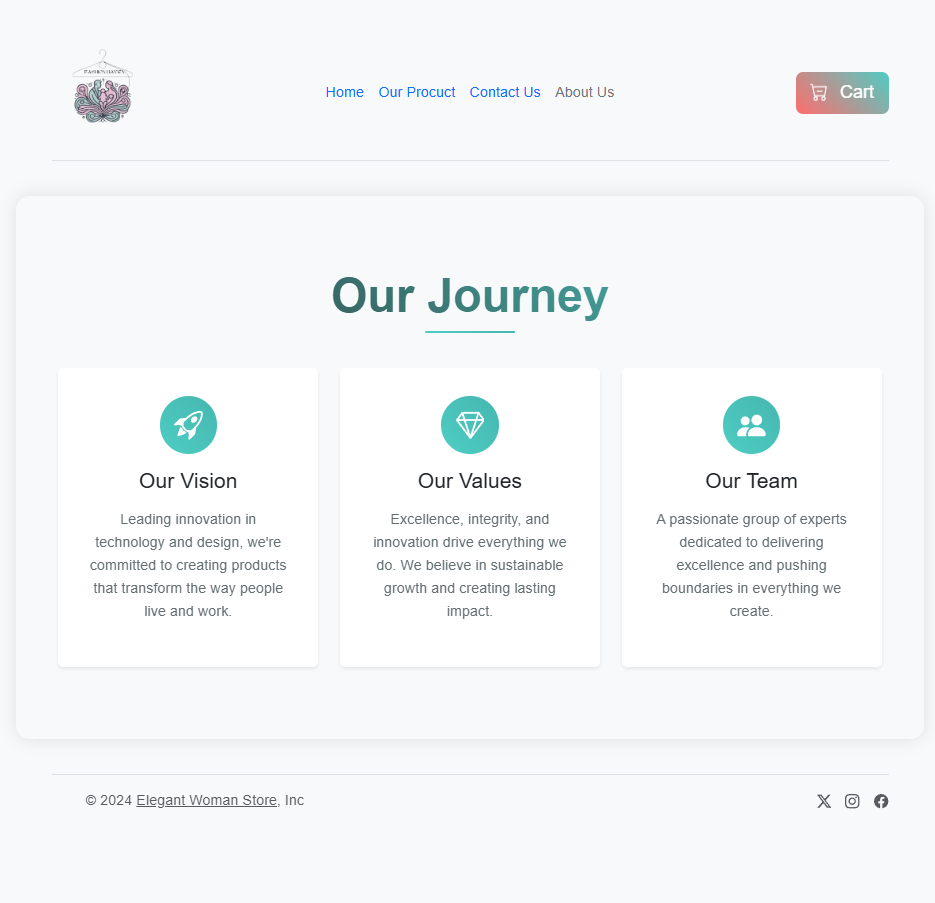 Home Our Procuct Contact Us About Us
Cart
Our Journey
Our Vision
Leading innovation in
technology and design, we're
committed to creating products
that transform the way people
live and work.
Our Values
Excellence, integrity, and
innovation drive everything we
do. We believe in sustainable
growth and creating lasting
impact.
Our Team
A passionate group of experts
dedicated to delivering
excellence and pushing
boundaries in everything we
create.
© 2024 Elegant Woman Store, Inc